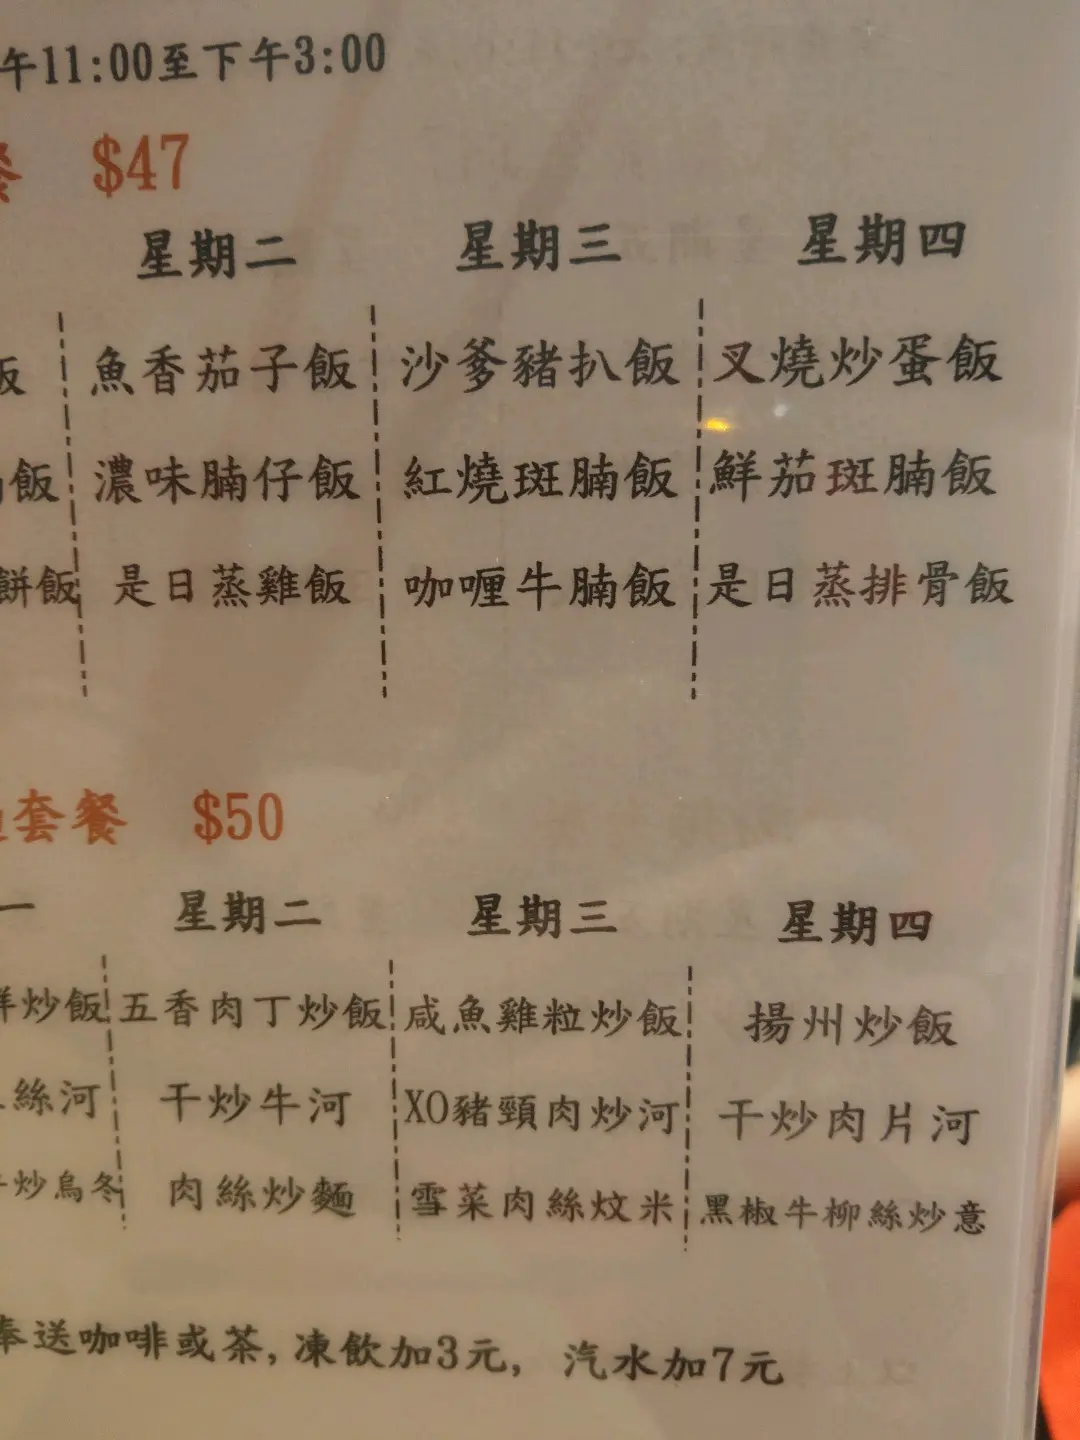 午11:00至下午3:00
餐 $47
星期二 星期三 星期四
飯 魚香茄子飯 沙爹豬扒飯 叉燒炒蛋飯
飯 濃味腩仔飯 紅燒斑腩飯 鮮茄斑腩飯
餅飯 是日蒸雞飯 咖喱牛腩飯 是日蒸排骨飯
套餐 $50
一 星期二 星期三 星期四
炒飯 五香肉丁炒飯 咸魚雞粒炒飯 揚州炒飯
絲河 干炒牛河 XO豬頸肉炒河 干炒肉片河
炒烏冬 肉絲炒麵 雪菜肉絲炆米 黑椒牛柳絲炒意
奉送咖啡或茶,凍飲加3元, 汽水加7元